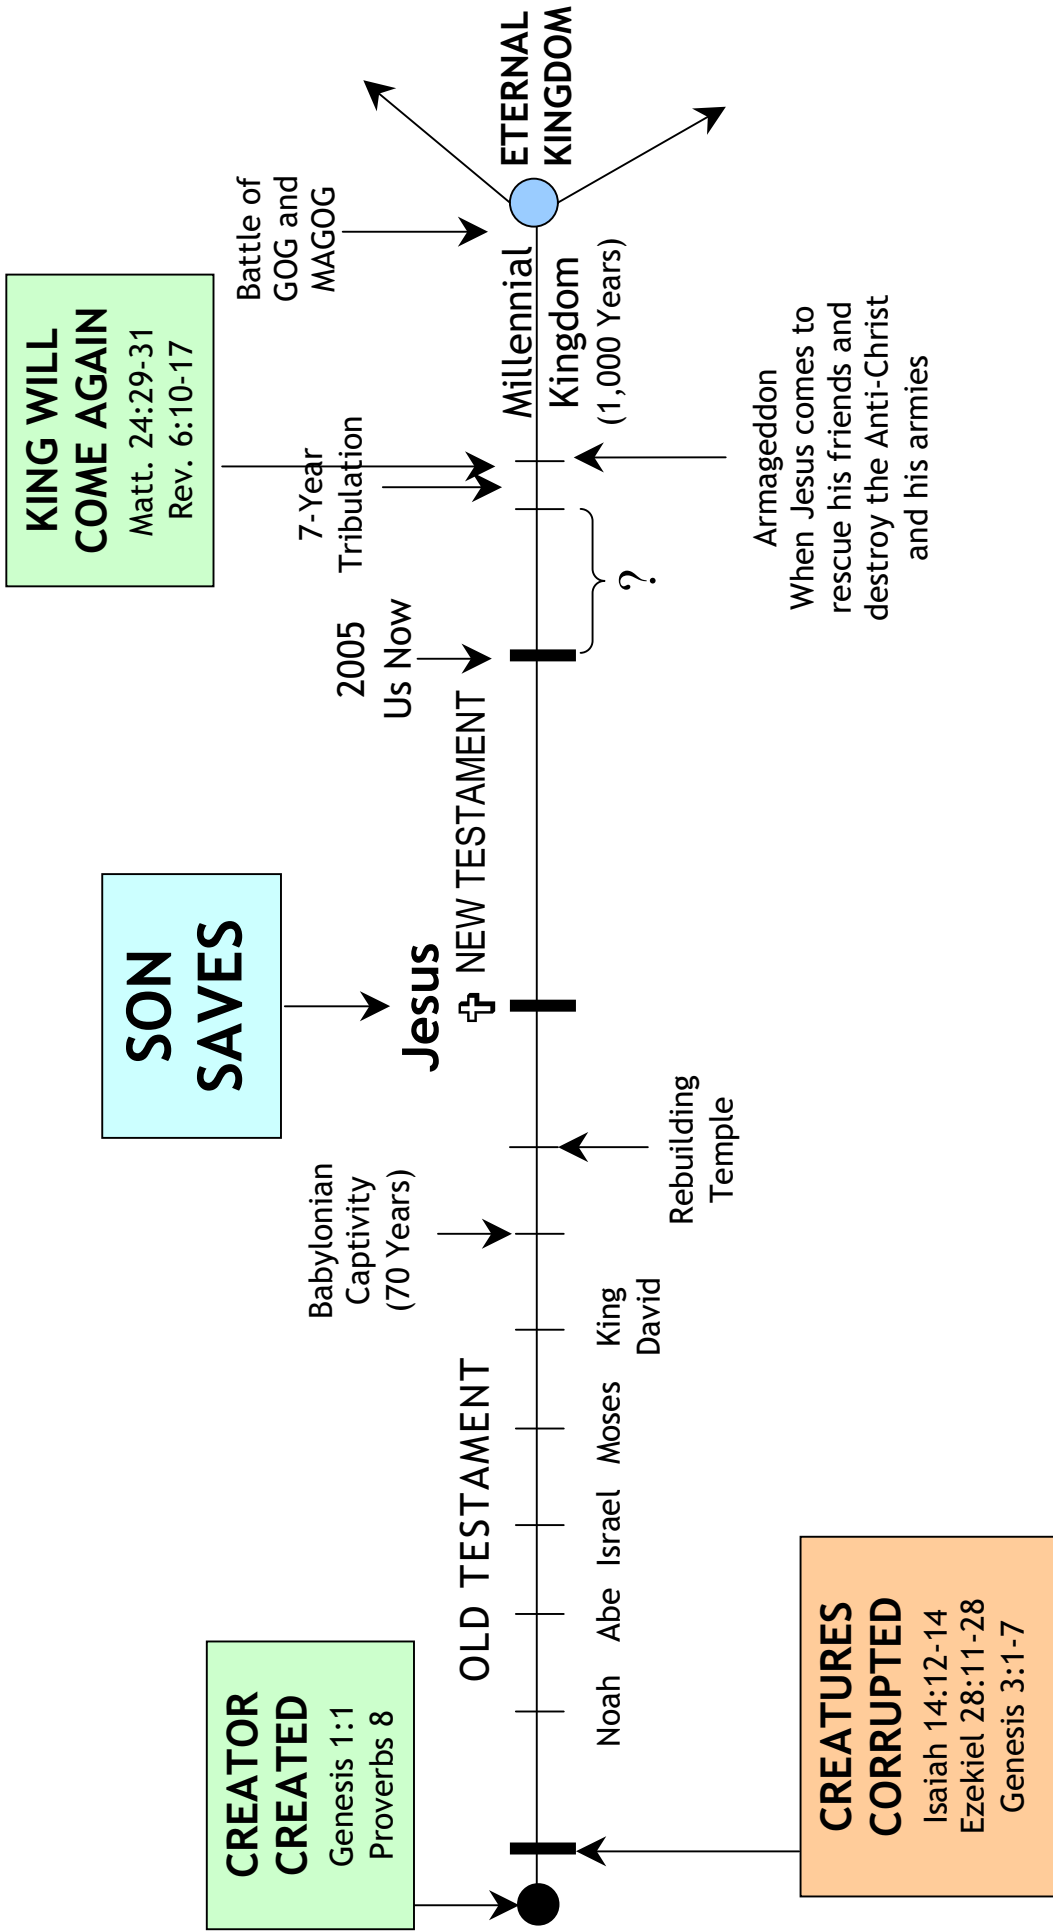 CREATOR
CREATED
Genesis 1:1
Proverbs 8
CREATURES
CORRUPTED
Isaiah 14:12-14
Ezekiel 28:11-28
Genesis 3:1-7
OLD TESTAMENT
Noah
Abe
Israel
Moses
King
David
Babylonian
Captivity
(70 Years)
Rebuilding
Temple
SON
SAVES
Jesus
NEW TESTAMENT
2005
Us Now
?
7-Year
Tribulation
KING WILL
COME AGAIN
Matt. 24:29-31
Rev. 6:10-17
Armageddon
When Jesus comes to
rescue his friends and
destroy the Anti-Christ
and his armies
Millennial
Kingdom
(1,000 Years)
Battle of
GOG and
MAGOG
ETERNAL
KINGDOM